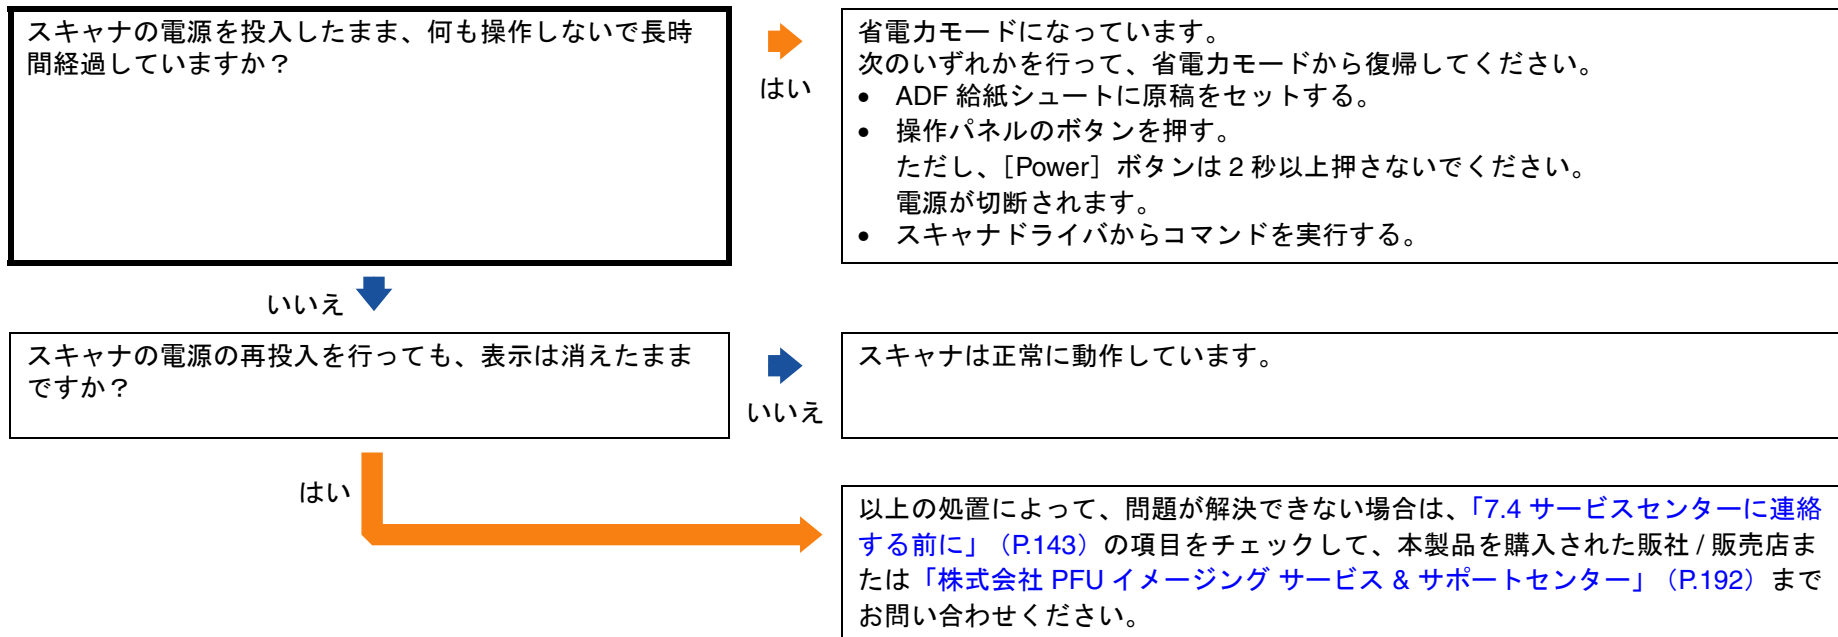 スキャナの電源を投入したまま、何も操作しないで長時
間経過していますか？
はい
省電力モードになっています。
次のいずれかを行って、省電力モードから復帰してください。
• ADF 給紙シュートに原稿をセットする。
• 操作パネルのボタンを押す。
ただし、［Power］ボタンは 2 秒以上押さないでください。
電源が切断されます。
• スキャナドライバからコマンドを実行する。
いいえ
スキャナの電源の再投入を行っても、表示は消えたまま
ですか？
いいえ
スキャナは正常に動作しています。
はい
以上の処置によって、問題が解決できない場合は、「7.4 サービスセンターに連絡
する前に」（P.143）の項目をチェックして、本製品を購入された販社 / 販売店ま
たは「株式会社 PFU イメージング サービス & サポートセンター」（P.192）まで
お問い合わせください。